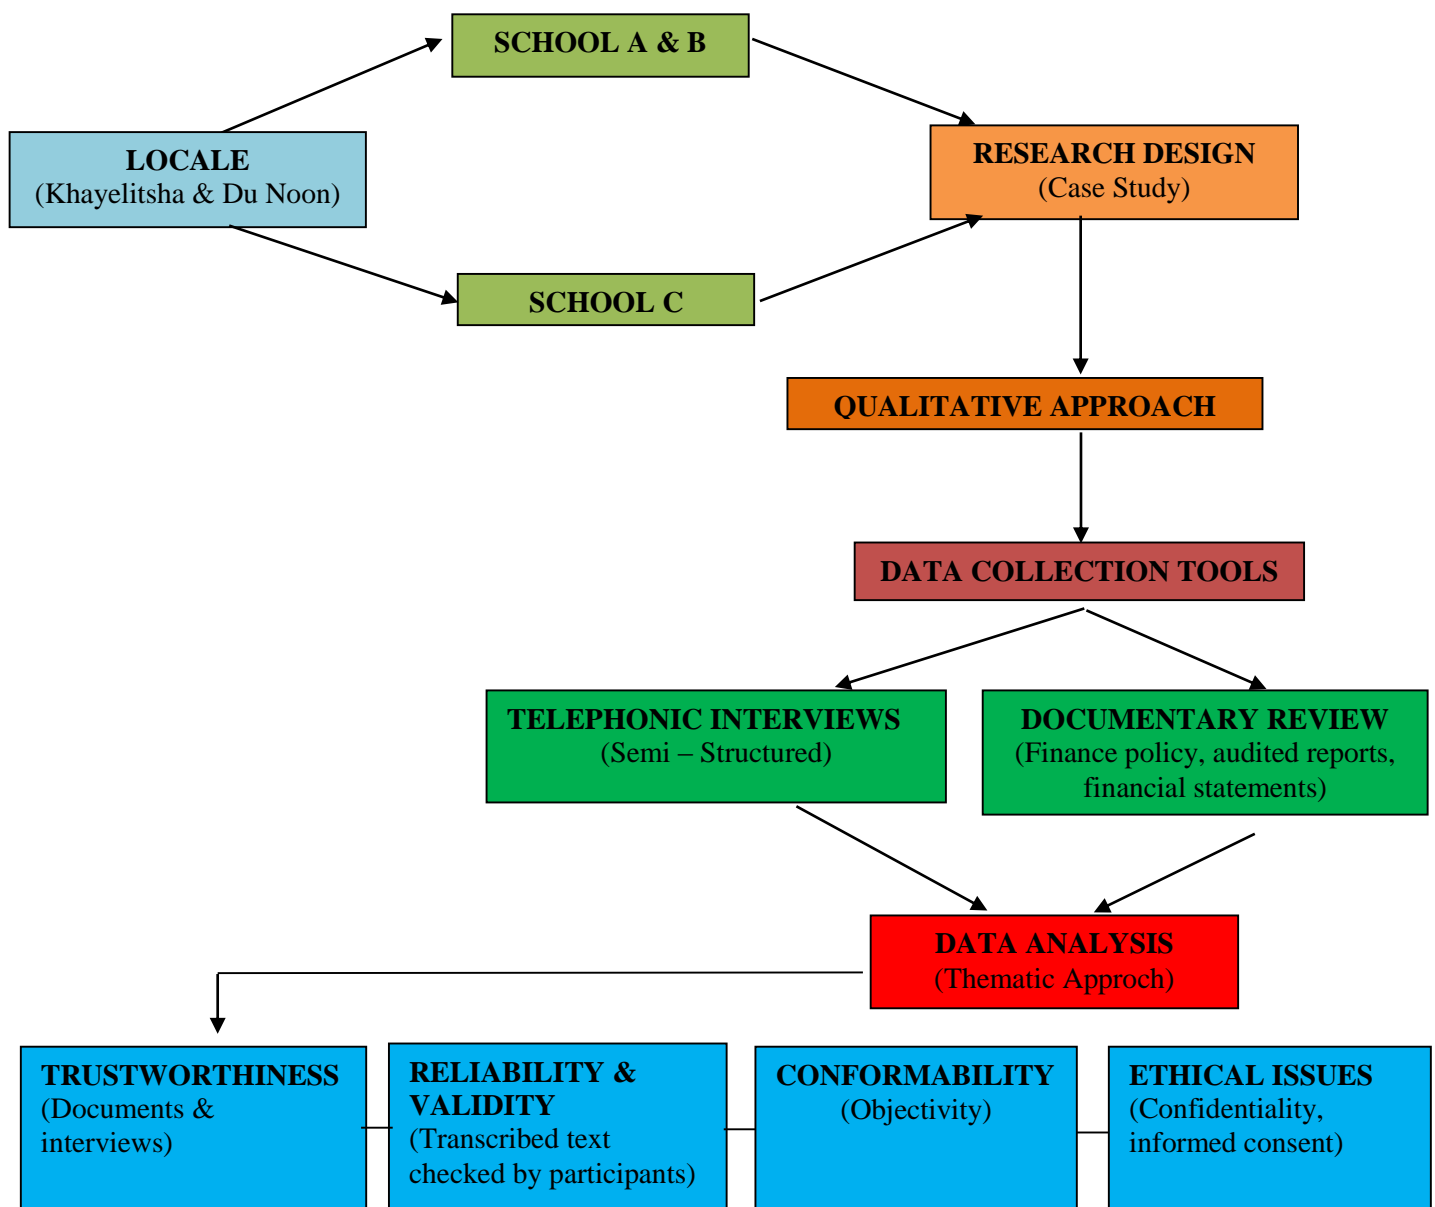 SCHOOL A & B
LOCALE
(Khayelitsha & Du Noon)
RESEARCH DESIGN
(Case Study)
SCHOOL C
QUALITATIVE APPROACH
DATA COLLECTION TOOLS
TELEPHONIC INTERVIEWS
(Semi – Structured)
DOCUMENTARY REVIEW
(Finance policy, audited reports,
financial statements)
DATA ANALYSIS
(Thematic Approch)
TRUSTWORTHINESS
(Documents &
interviews)
RELIABILITY &
VALIDITY
(Transcribed text
checked by participants)
CONFORMABILITY
(Objectivity)
ETHICAL ISSUES
(Confidentiality,
informed consent)